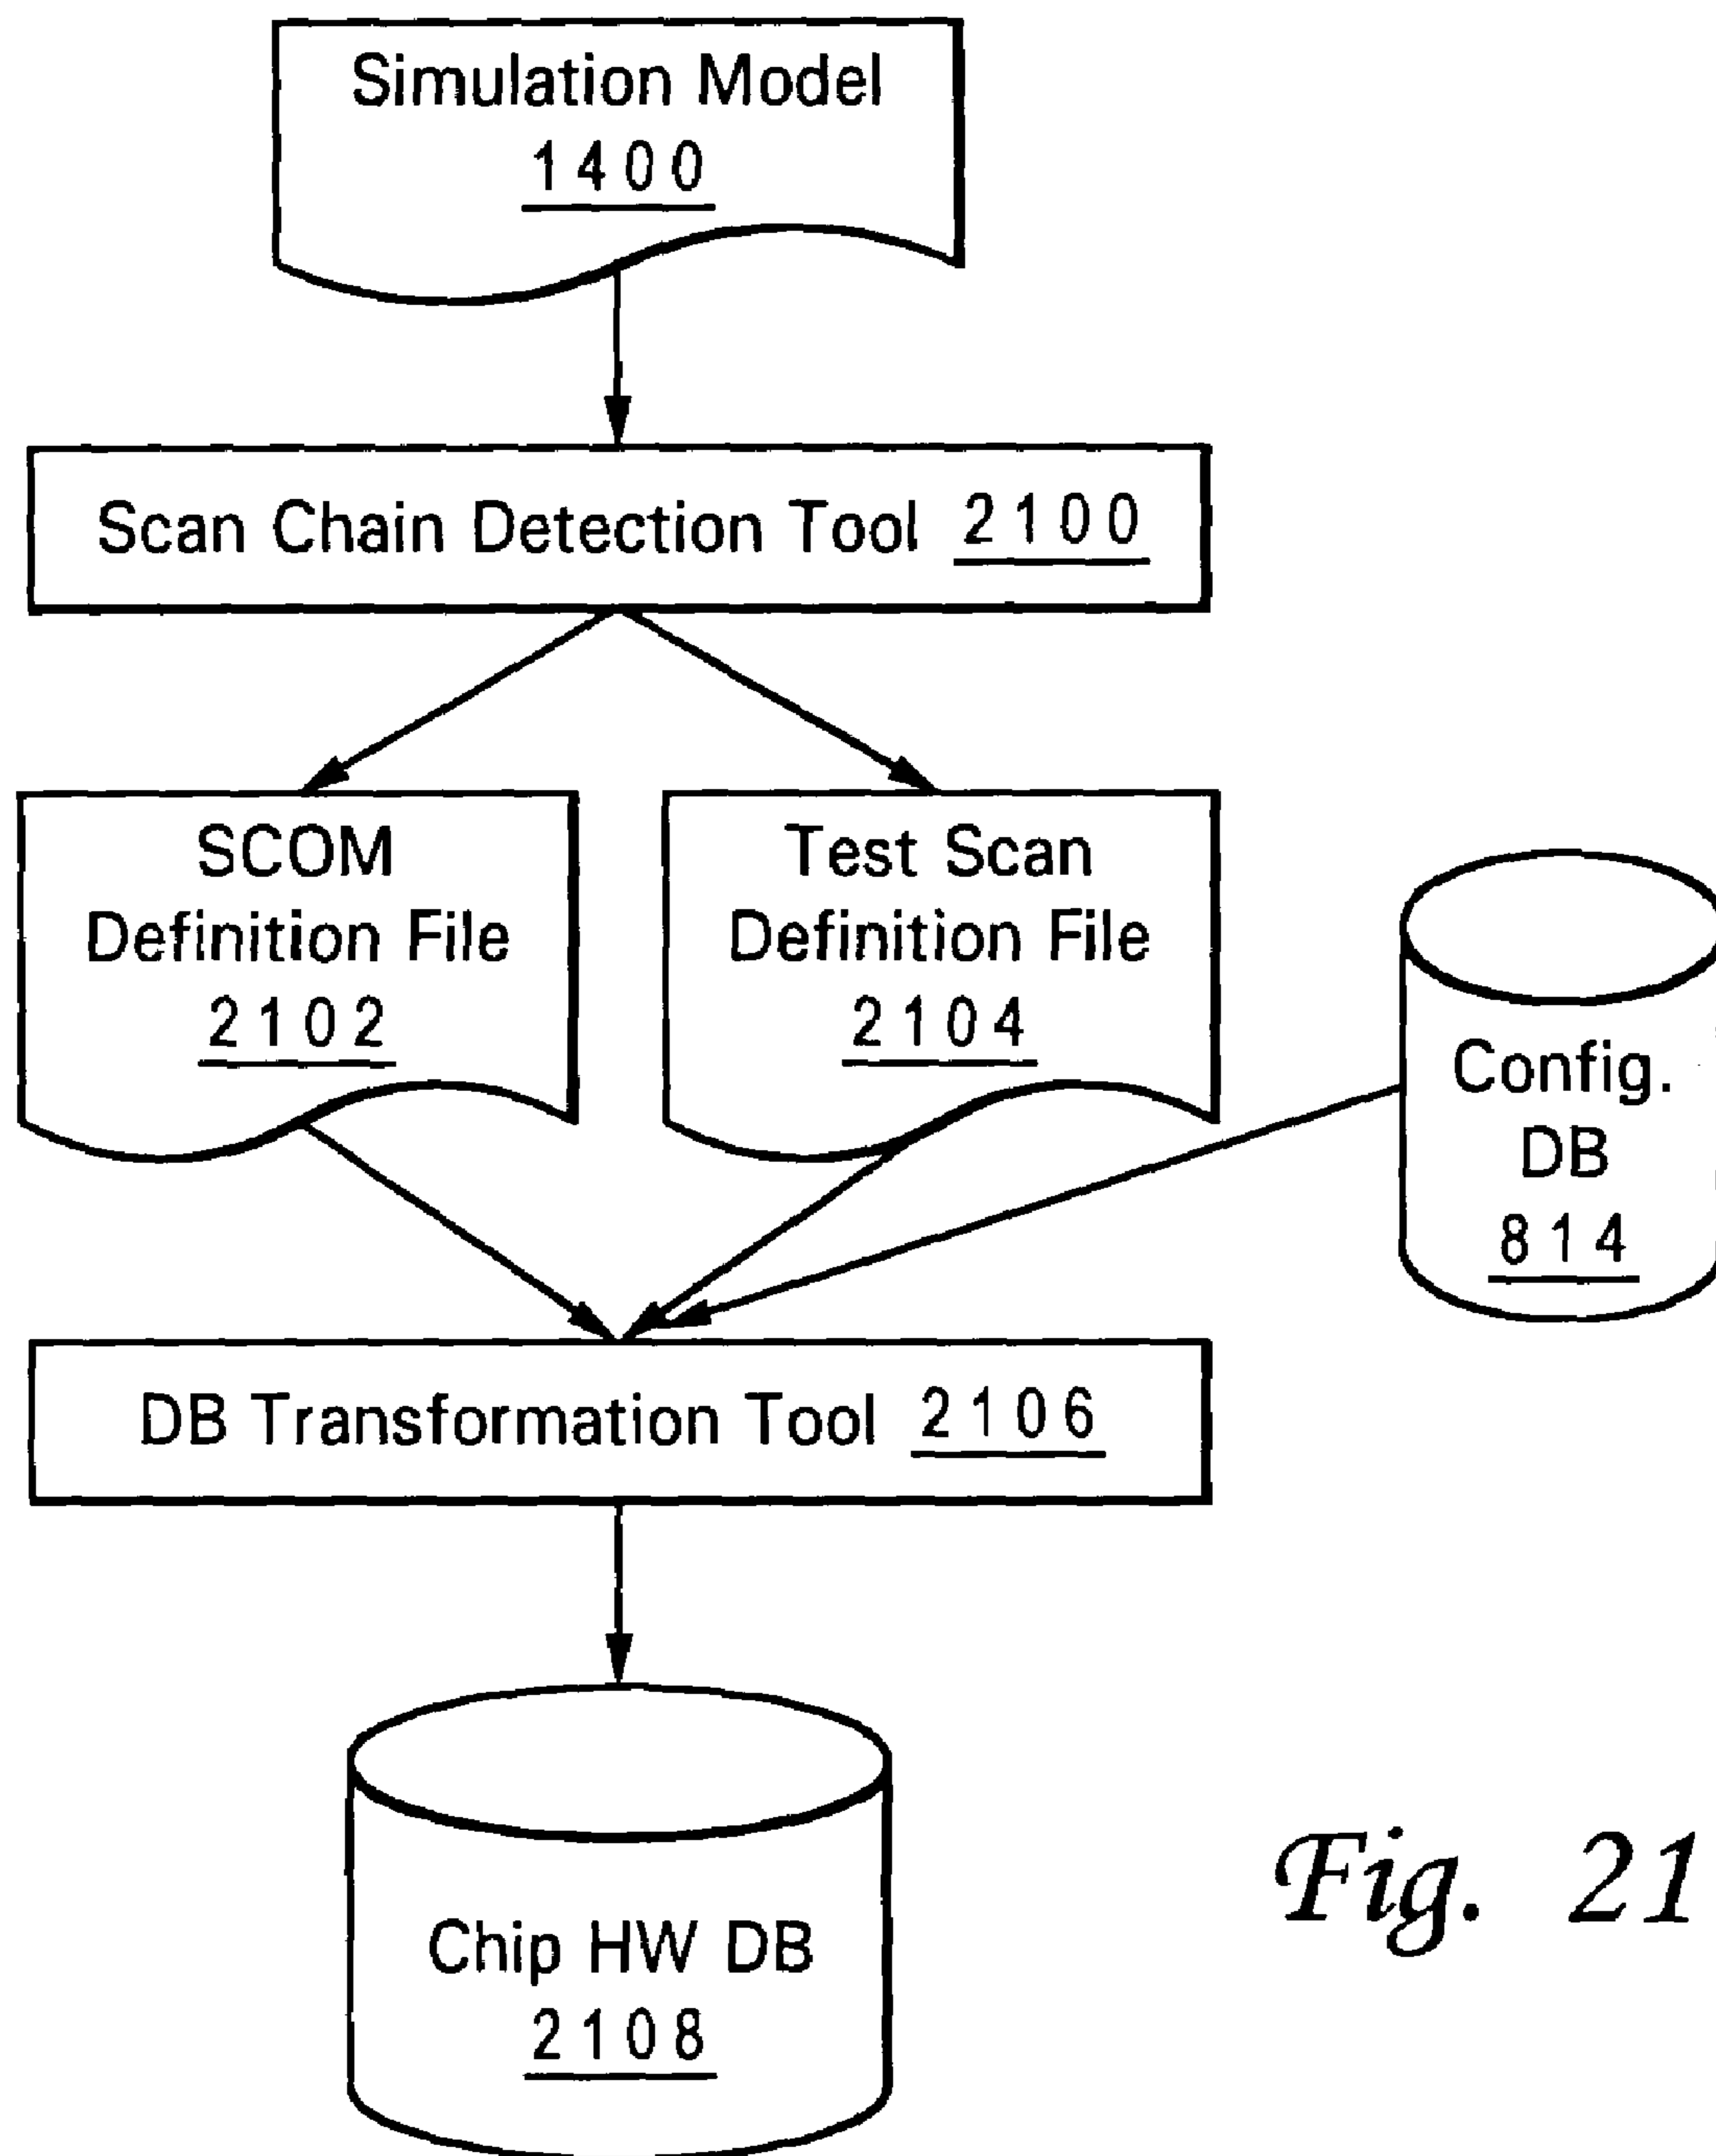 Simulation Model
1400
Scan Chain Detection Tool 2100
SCOM
Definition File
2102
Test Scan
Definition File
2104
Config.
DB
814
DB Transformation Tool 2106
Chip HW DB
2108
Fig. 21